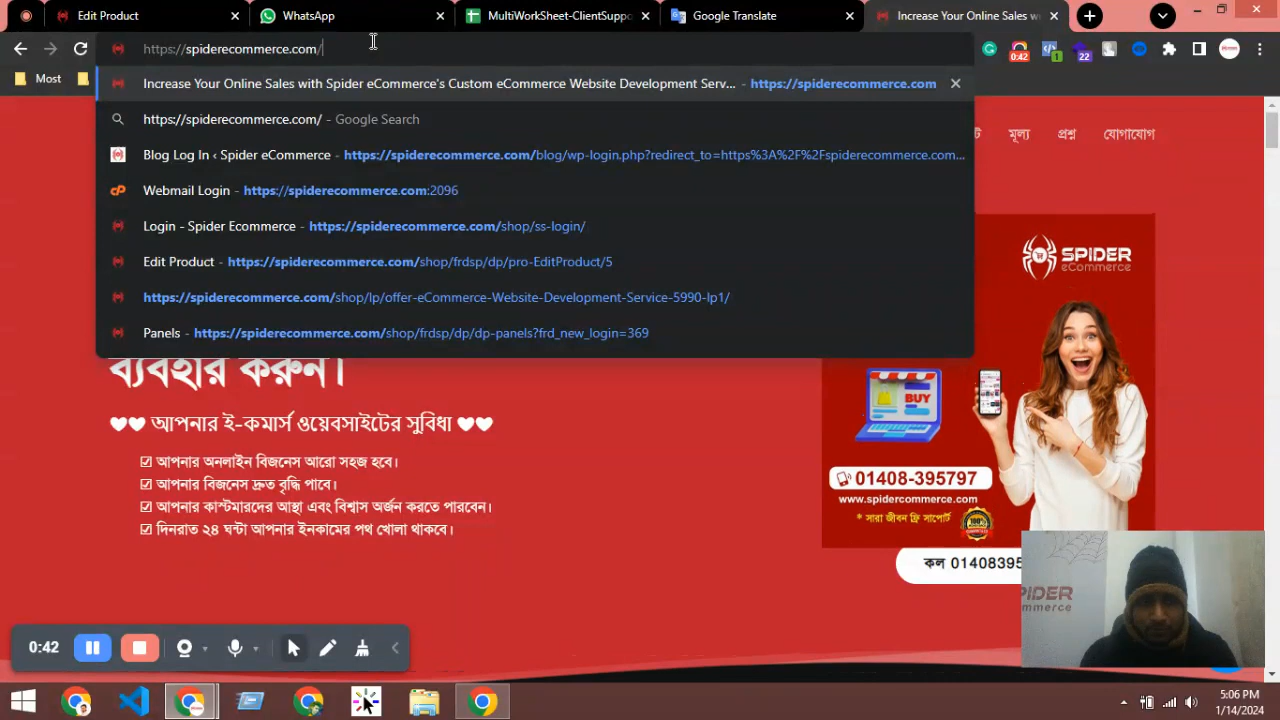 Edit Product
WhatsApp
MultiWorkSheet-ClientSuppo
Google Translate
Increase Your Online Sales w
https://spiderecommerce.com/
0:42
1
22
Most
Increase Your Online Sales with Spider eCommerce's Custom eCommerce Website Development Serv... - https://spiderecommerce.com
https://spiderecommerce.com/ - Google Search
Blog Log In ‹ Spider eCommerce - https://spiderecommerce.com/blog/wp-login.php?redirect_to=https%3A%2F%2Fspiderecommerce.com...
Webmail Login - https://spiderecommerce.com:2096
Login - Spider Ecommerce - https://spiderecommerce.com/shop/ss-login/
Edit Product - https://spiderecommerce.com/shop/frdsp/dp/pro-EditProduct/5
https://spiderecommerce.com/shop/lp/offer-eCommerce-Website-Development-Service-5990-lp1/
Panels - https://spiderecommerce.com/shop/frdsp/dp/dp-panels?frd_new_login=369
মূল্য
প্রশ্ন
যোগাযোগ
ব্যবহার করুন।
আপনার ই-কমার্স ওয়েবসাইটের সুবিধা
আপনার অনলাইন বিজনেস আরো সহজ হবে।
আপনার বিজনেস দ্রুত বৃদ্ধি পাবে।
আপনার কাস্টমারদের আস্থা এবং বিশ্বাস অর্জন করতে পারবেন।
দিনরাত ২৪ ঘন্টা আপনার ইনকামের পথ খোলা থাকবে।
SPIDER
eCommerce
BUY
01408-395797
www.spidercommerce.com
* সারা জীবন ফ্রি সাপোর্ট
100%
কল 01408395
PIDER
ommerce
0:42
5:06 PM
1/14/2024